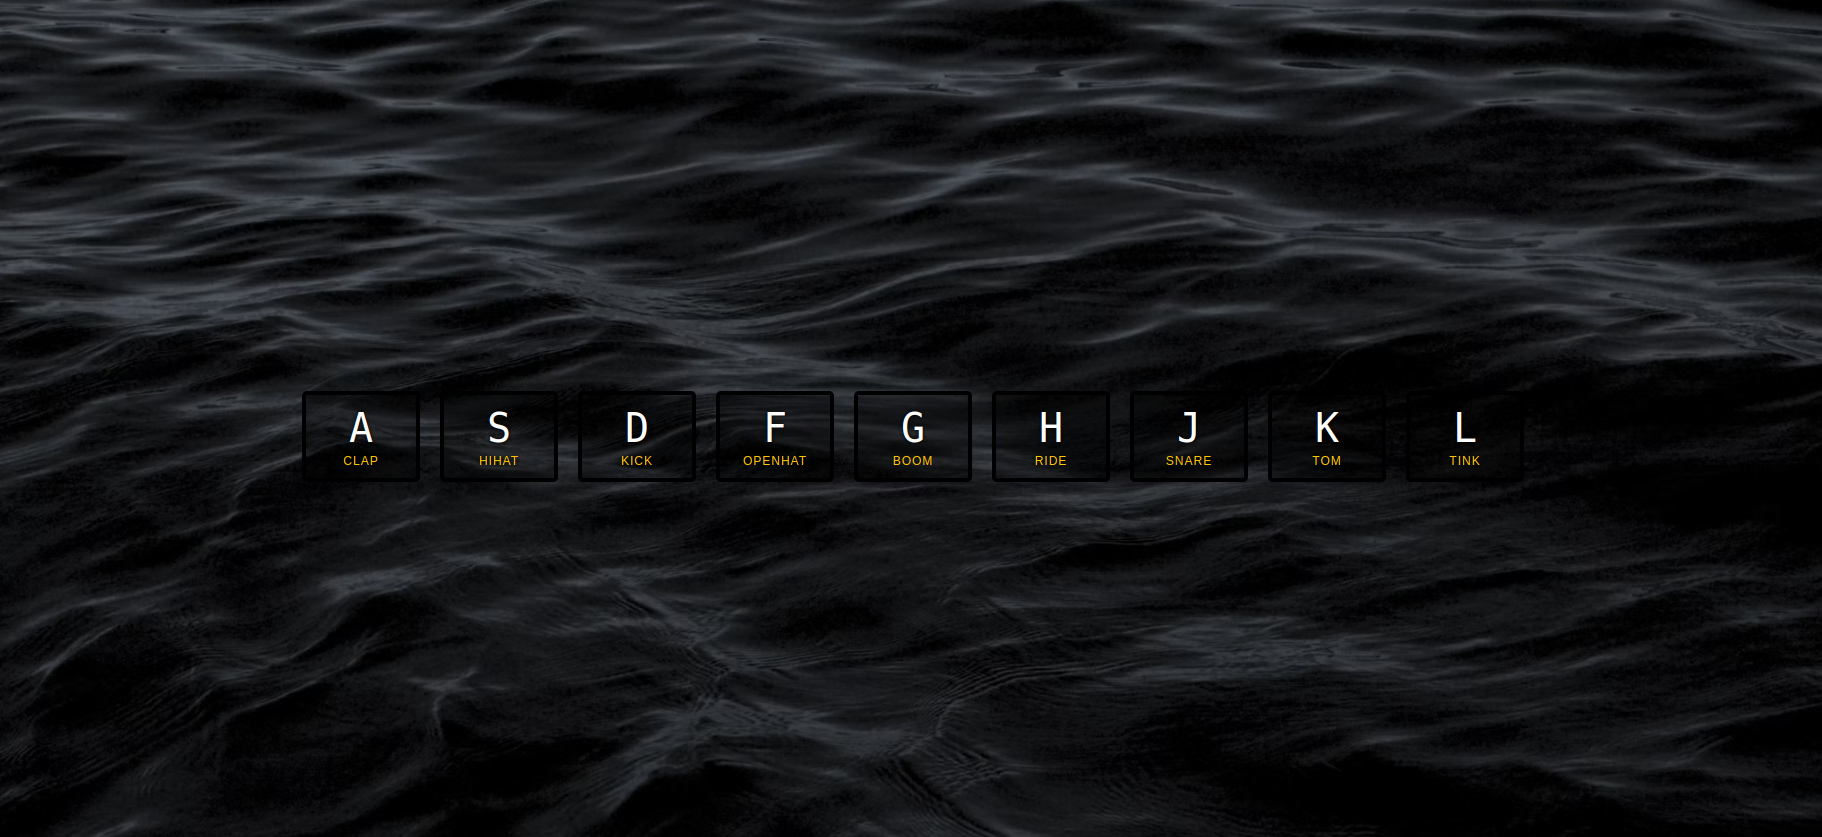 A S D F G H J K L
CLAP HIHAT KICK OPENHAT BOOM RIDE SNARE TOM TINK